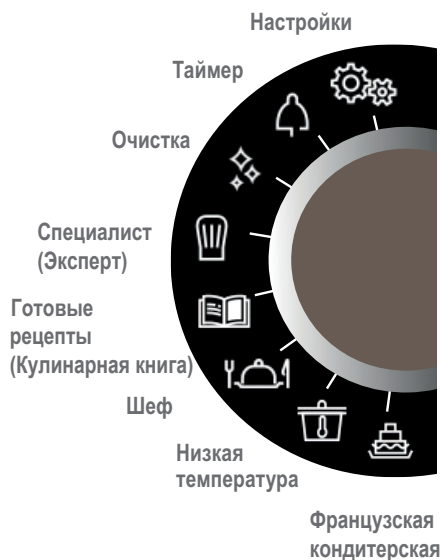 Настройки
Таймер
Очистка
Специалист
(Эксперт)
Готовые
рецепты
(Кулинарная книга)
Шеф
Низкая
температура
Французская
кондитерская